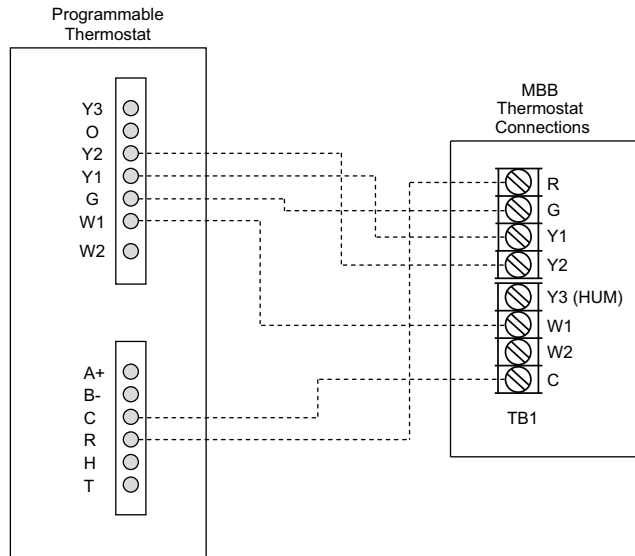 Programmable
Thermostat
Y3
O
Y2
Y1
G
W1
W2
A+
B-
C
R
H
T
MBB
Thermostat
Connections
R
G
Y1
Y2
Y3 (HUM)
W1
W2
C
TB1